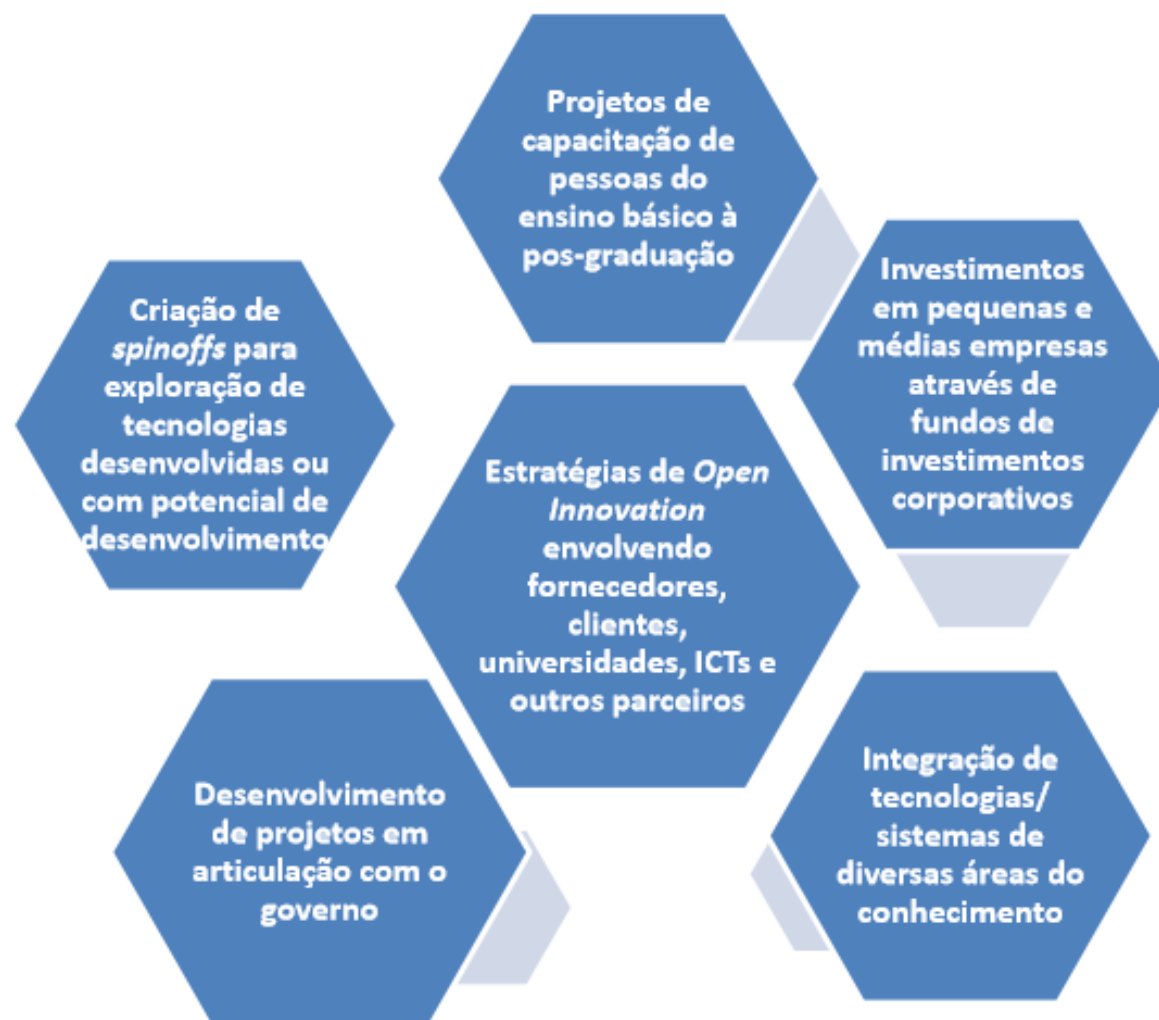 Projetos de
capacitação de
pessoas do
ensino básico à
pos-graduação
Investimentos
em pequenas e
médias empresas
através de
fundos de
investimentos
corporativos
Criação de
spinoffs para
exploração de
tecnologias
desenvolvidas ou
com potencial de
desenvolvimento
Estratégias de Open
Innovation
envolvendo
fornecedores,
clientes,
universidades, ICTs e
outros parceiros
Integração de
tecnologias/
sistemas de
diversas áreas do
conhecimento
Desenvolvimento
de projetos em
articulação com o
governo